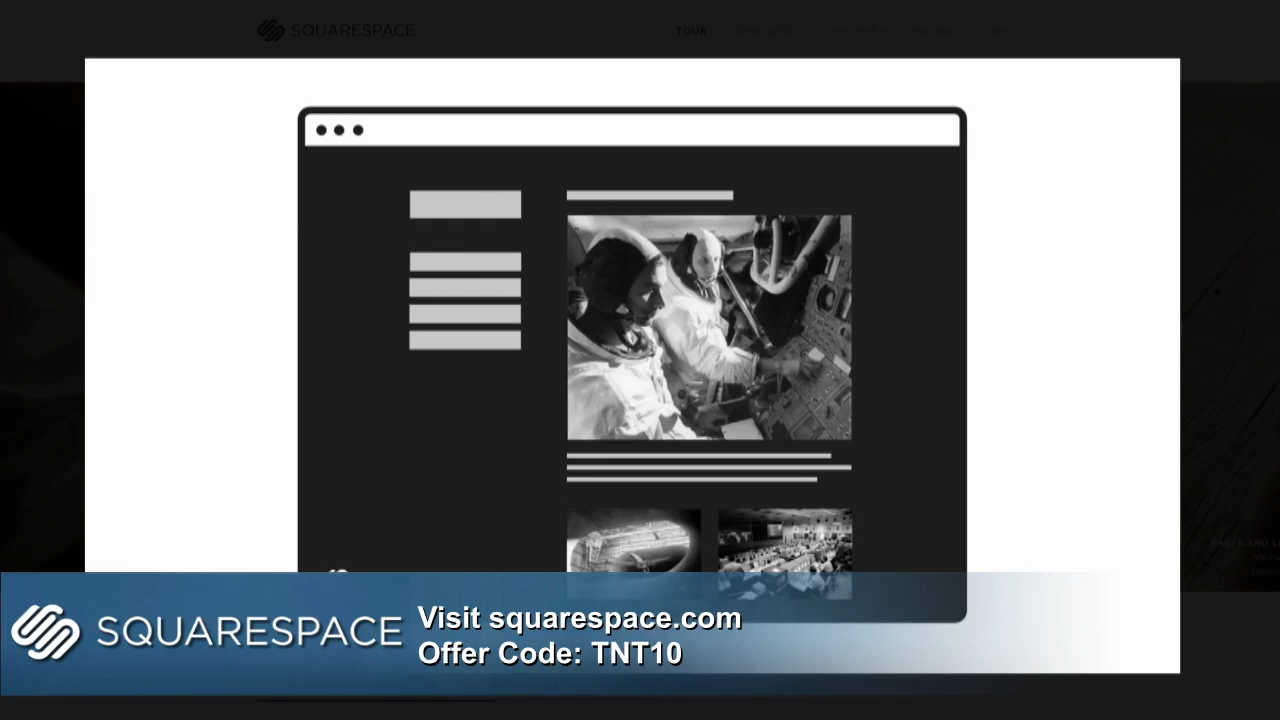 SQUARESPACE
TOUR
SQUARESPACE
Visit squarespace.com
Offer Code: TNT10